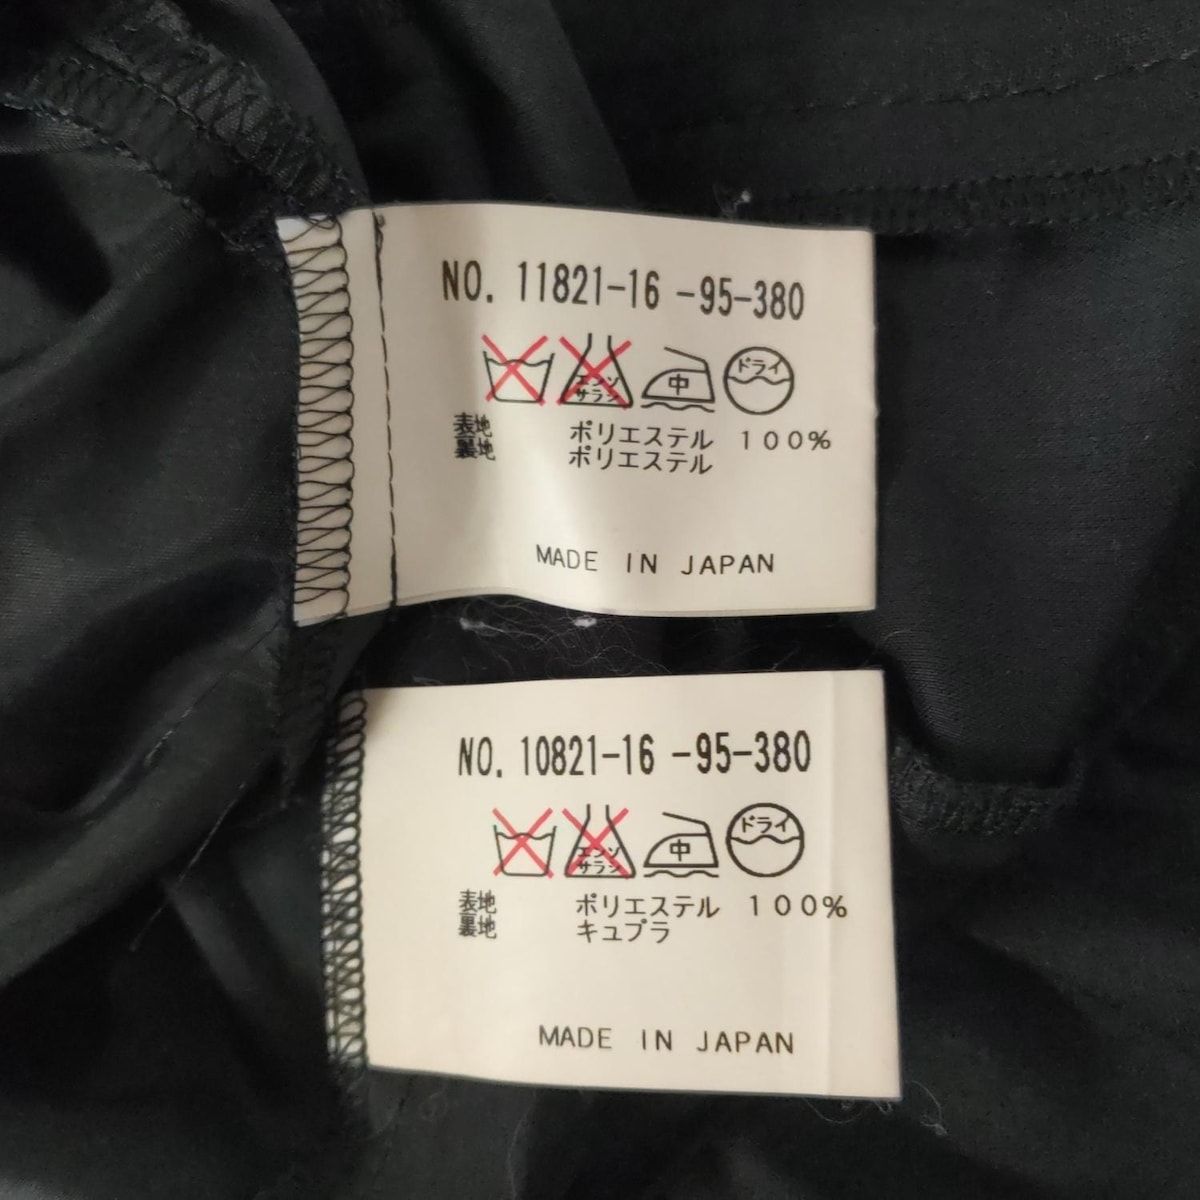 NO. 11821-16 -95-380
エンソ
サラシ
中
ドライ
表地 ポリエステル 100%
裏地 ポリエステル
MADE IN JAPAN
NO. 10821-16 -95-380
エンソ
サラシ
中
ドライ
表地 ポリエステル 100%
裏地 キュプラ
MADE IN JAPAN